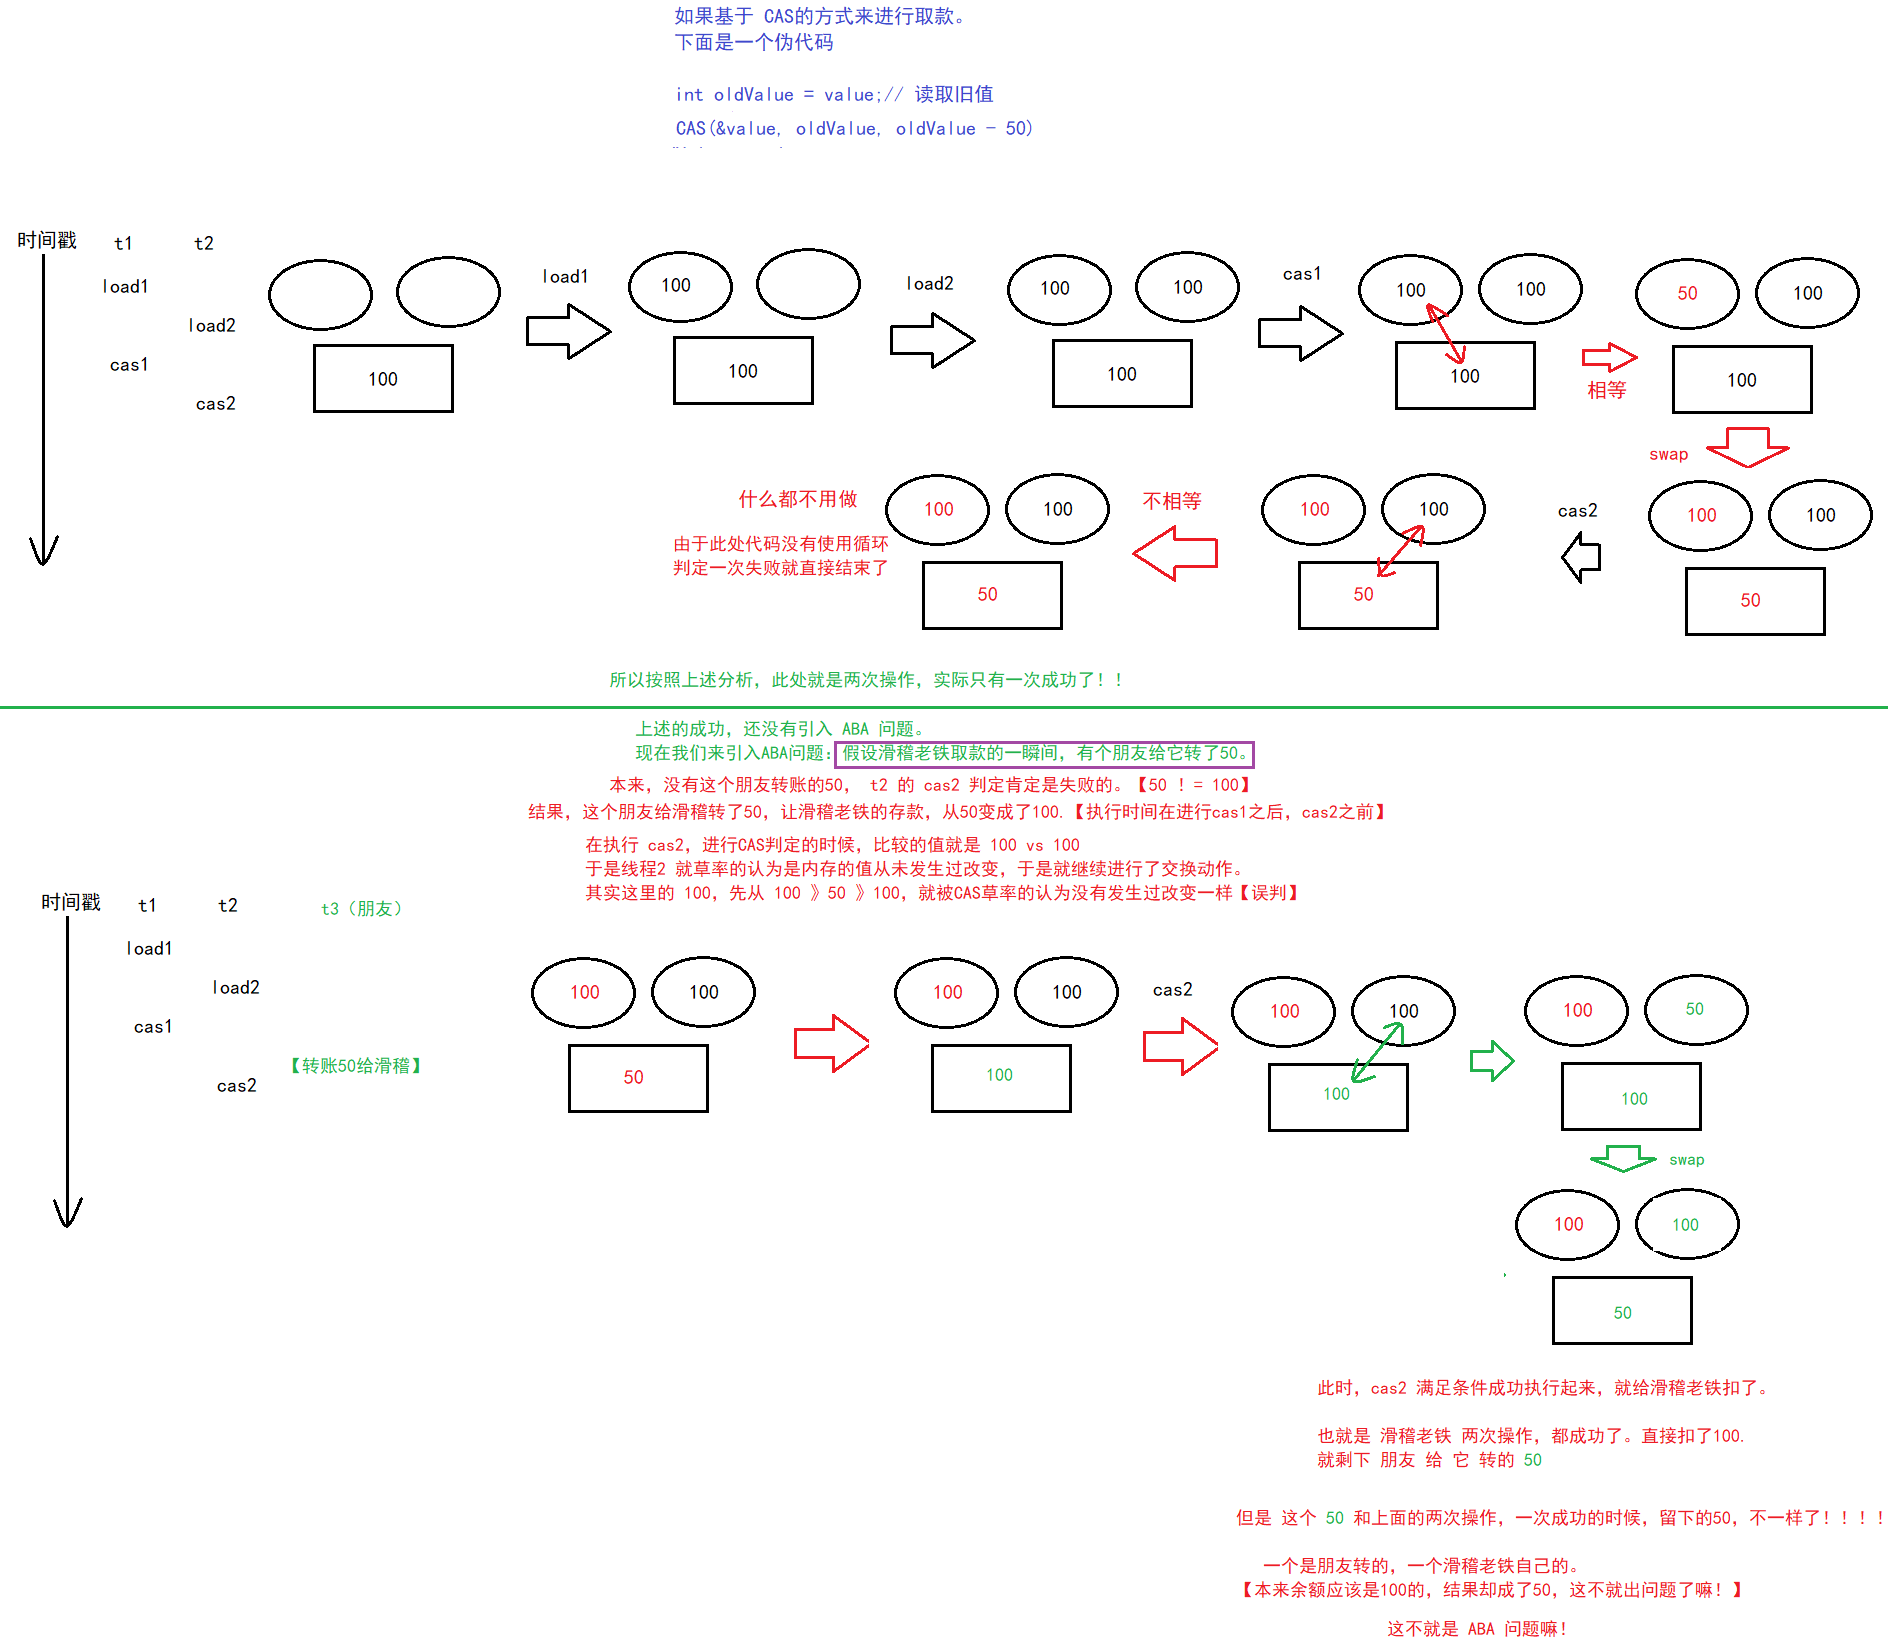 如果基于 CAS的方式来进行取款。
下面是一个伪代码
int oldValue = value;// 读取旧值
CAS(&value, oldValue, oldValue - 50)
时间戳 t1 t2
load1
load2
cas1
cas2
100
load1
100
100
load2
100 100
100
cas1
100 100
100
相等
50 100
100
swap
100 100
50
cas2
100 100
50
不相等
100 100
50
什么都不用做
由于此处代码没有使用循环
判定一次失败就直接结束了
所以按照上述分析，此处就是两次操作，实际只有一次成功了！！
上述的成功，还没有引入 ABA 问题。
现在我们来引入ABA问题：假设滑稽老铁取款的一瞬间，有个朋友给它转了50。
本来，没有这个朋友转账的50， t2 的 cas2 判定肯定是失败的。【50 ！= 100】
结果，这个朋友给滑稽转了50，让滑稽老铁的存款，从50变成了100.【执行时间在进行cas1之后，cas2之前】
在执行 cas2，进行CAS判定的时候，比较的值就是 100 vs 100
于是线程2 就草率的认为是内存的值从未发生过改变，于是就继续进行了交换动作。
其实这里的 100，先从 100 》50 》100，就被CAS草率的认为没有发生过改变一样【误判】
时间戳 t1 t2 t3（朋友）
load1
load2
cas1
【转账50给滑稽】
cas2
100 100
50
100 100
100
cas2
100 100
100
100 50
100
swap
100 100
50
此时，cas2 满足条件成功执行起来，就给滑稽老铁扣了。
也就是 滑稽老铁 两次操作，都成功了。直接扣了100.
就剩下 朋友 给 它 转的 50
但是 这个 50 和上面的两次操作，一次成功的时候，留下的50，不一样了！！！！
一个是朋友转的，一个滑稽老铁自己的。
【本来余额应该是100的，结果却成了50，这不就出问题了嘛！】
这不就是 ABA 问题嘛！